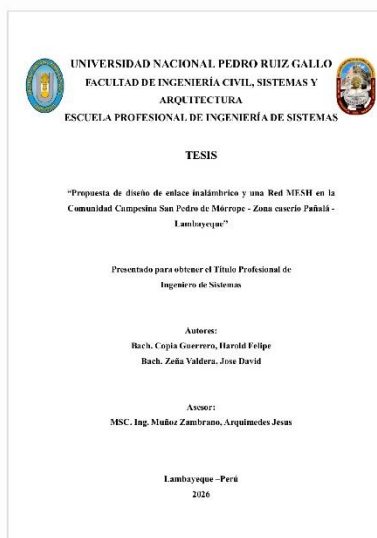 UNIVERSIDAD NACIONAL PEDRO RUIZ GALLO
FACULTAD DE INGENIERÍA CIVIL, SISTEMAS Y
ARQUITECTURA
ESCUELA PROFESIONAL DE INGENIERÍA DE SISTEMAS
TESIS
“Propuesta de diseño de enlace inalámbrico y una Red MESH en la
Comunidad Campesina San Pedro de Mórrope - Zona caserío Pañalá -
Lambayeque”
Presentado para obtener el Título Profesional de
Ingeniero de Sistemas
Autores:
Bach. Copia Guerrero, Harold Felipe
Bach. Zeña Valdera, Jose David
Asesor:
MSC. Ing. Muñoz Zambrano, Arquimedes Jesus
Lambayeque –Perú
2026